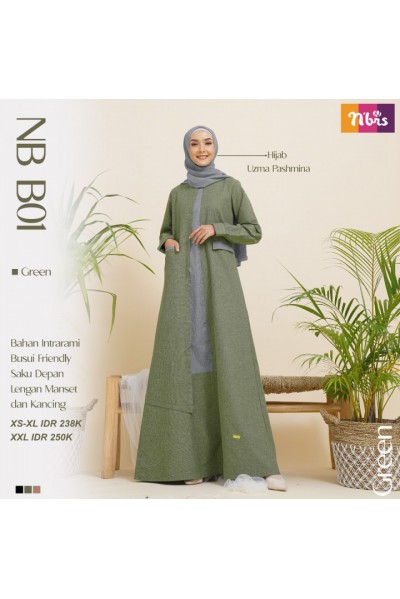 Nbrs
NB B01
Hijab
Uzma Pashmina
Green
Bahan Intrarami
Busui Friendly
Saku Depan
Lengan Manset
dan Kancing
XS-XL IDR 238K
XXL IDR 250K
Green